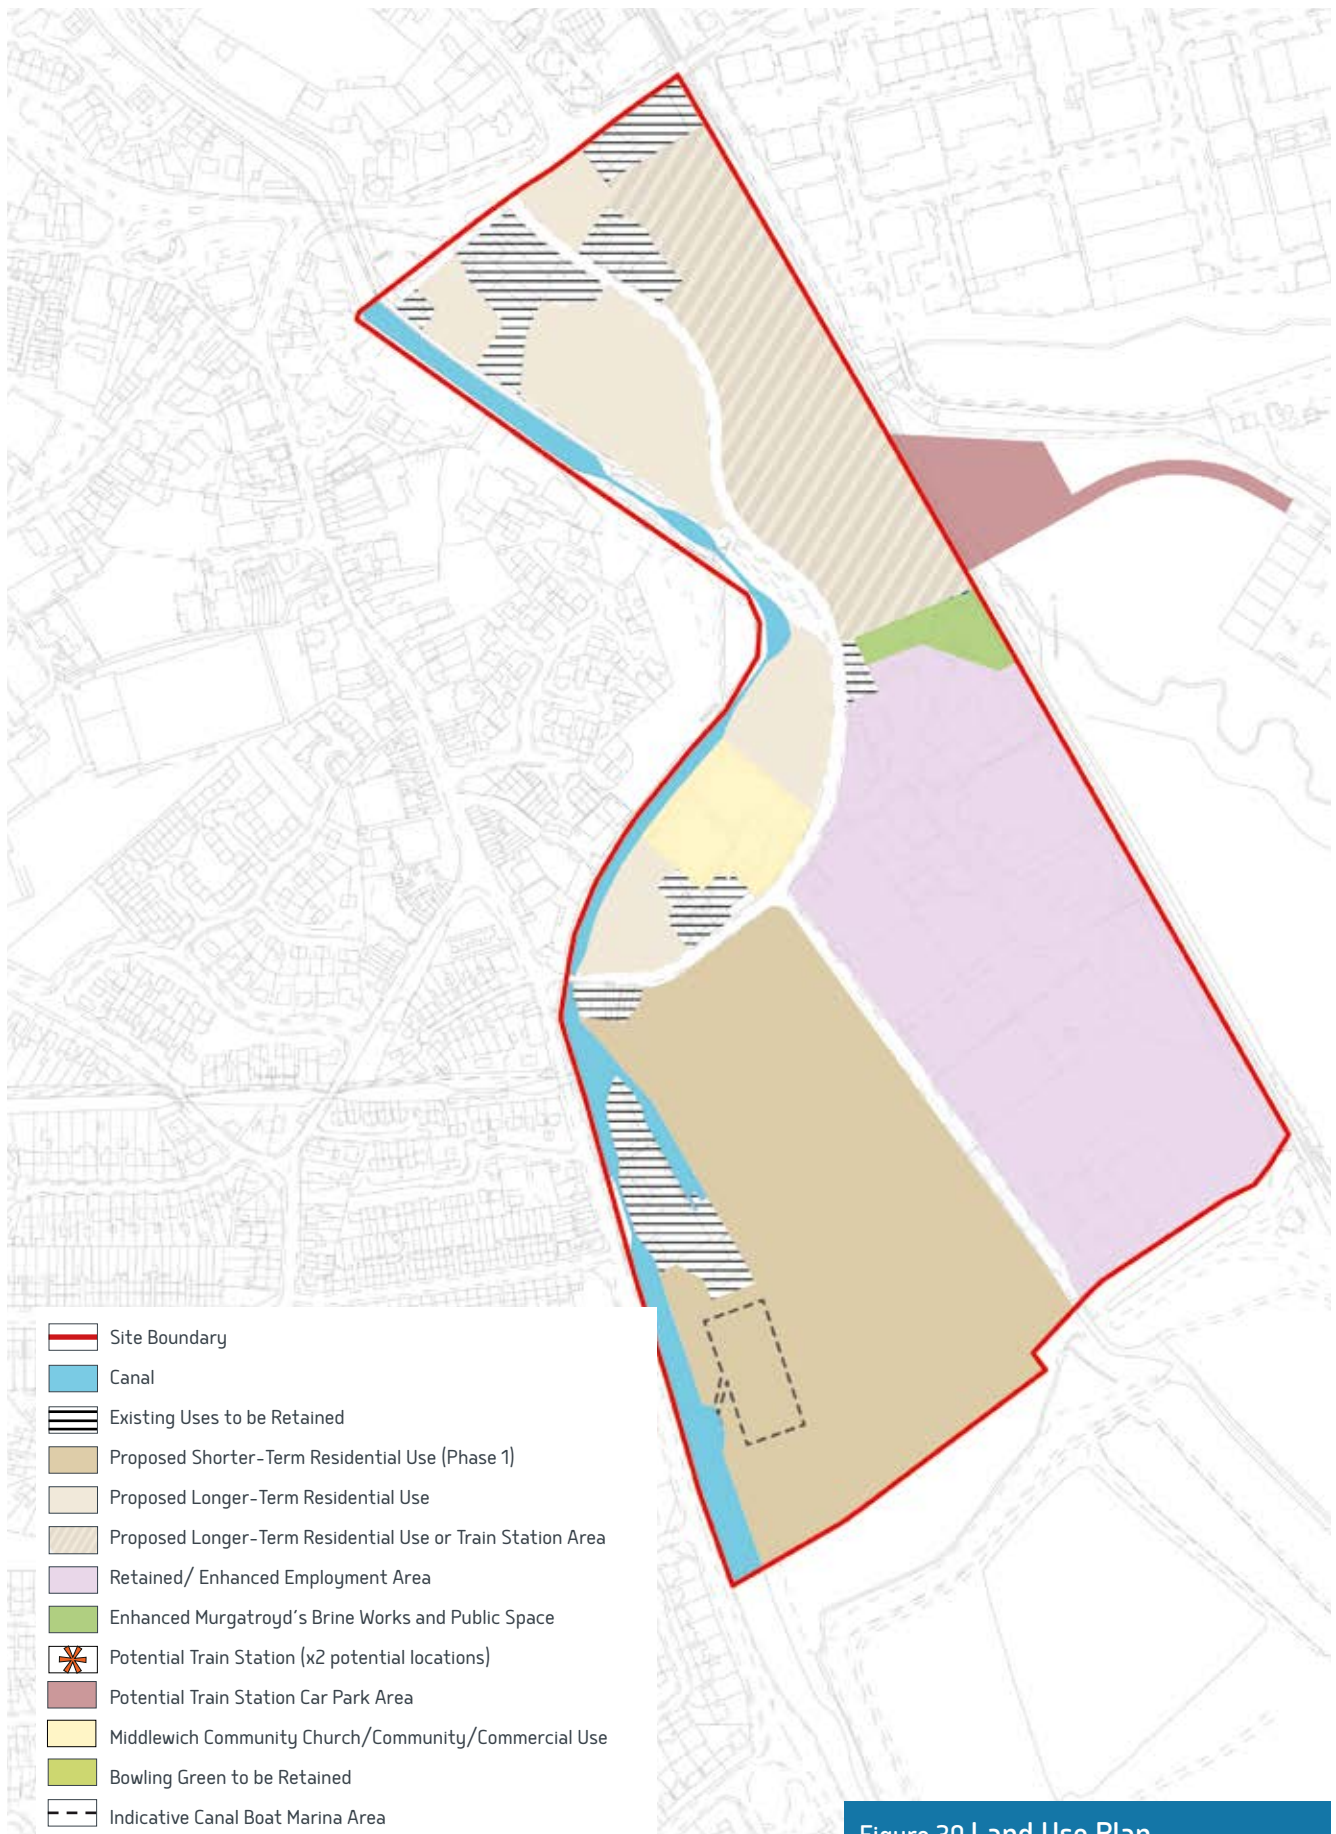 Site Boundary
Canal
Existing Uses to be Retained
Proposed Shorter-Term Residential Use (Phase 1)
Proposed Longer-Term Residential Use
Proposed Longer-Term Residential Use or Train Station Area
Retained/ Enhanced Employment Area
Enhanced Murgatroyd's Brine Works and Public Space
Potential Train Station (x2 potential locations)
Potential Train Station Car Park Area
Middlewich Community Church/Community/Commercial Use
Bowling Green to be Retained
Indicative Canal Boat Marina Area
Land Use Plan